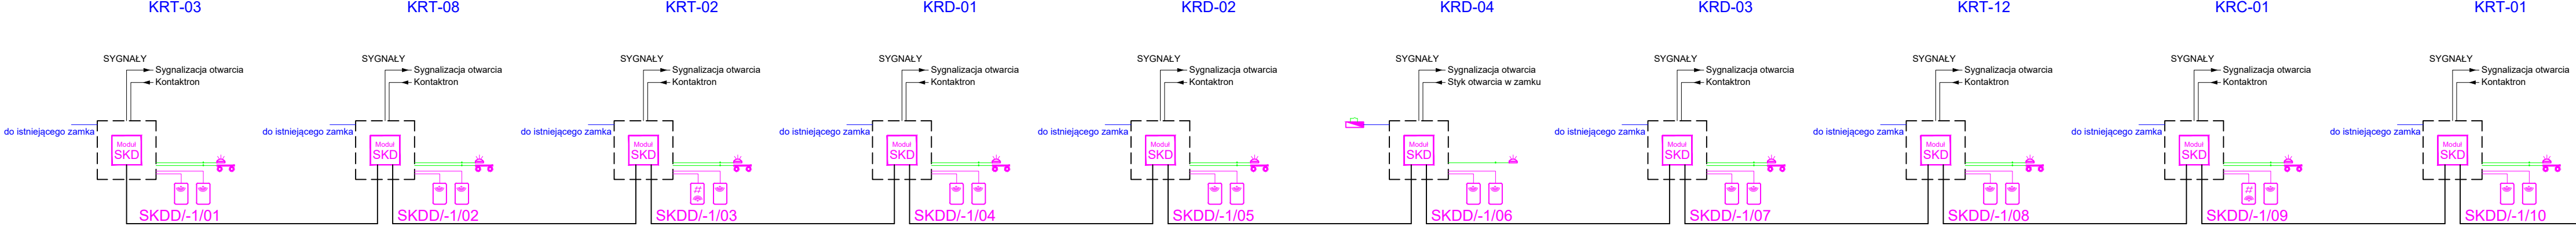 KRT-03
SYGNAŁY
Sygnalizacja otwarcia
Kontaktron
do istniejącego zamka
Moduł
SKD
SKDD/-1/01
KRT-08
SYGNAŁY
Sygnalizacja otwarcia
Kontaktron
do istniejącego zamka
Moduł
SKD
SKDD/-1/02
KRT-02
SYGNAŁY
Sygnalizacja otwarcia
Kontaktron
do istniejącego zamka
Moduł
SKD
#
SKDD/-1/03
KRD-01
SYGNAŁY
Sygnalizacja otwarcia
Kontaktron
do istniejącego zamka
Moduł
SKD
SKDD/-1/04
KRD-02
SYGNAŁY
Sygnalizacja otwarcia
Kontaktron
do istniejącego zamka
Moduł
SKD
SKDD/-1/05
KRD-04
SYGNAŁY
Sygnalizacja otwarcia
Styk otwarcia w zamku
Moduł
SKD
SKDD/-1/06
KRD-03
SYGNAŁY
Sygnalizacja otwarcia
Kontaktron
do istniejącego zamka
Moduł
SKD
SKDD/-1/07
KRT-12
SYGNAŁY
Sygnalizacja otwarcia
Kontaktron
do istniejącego zamka
Moduł
SKD
SKDD/-1/08
KRC-01
SYGNAŁY
Sygnalizacja otwarcia
Kontaktron
do istniejącego zamka
Moduł
SKD
#
SKDD/-1/09
KRT-01
SYGNAŁY
Sygnalizacja otwarcia
Kontaktron
do istniejącego zamka
Moduł
SKD
SKDD/-1/10